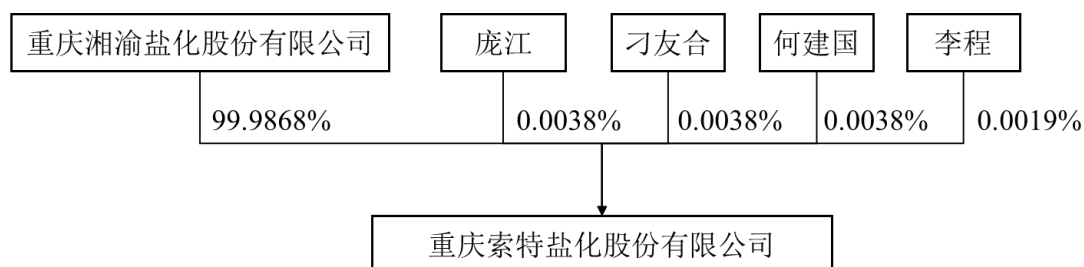 重庆湘渝盐化股份有限公司 庞江 刁友合 何建国 李程
99.9868% 0.0038% 0.0038% 0.0038% 0.0019%
重庆索特盐化股份有限公司